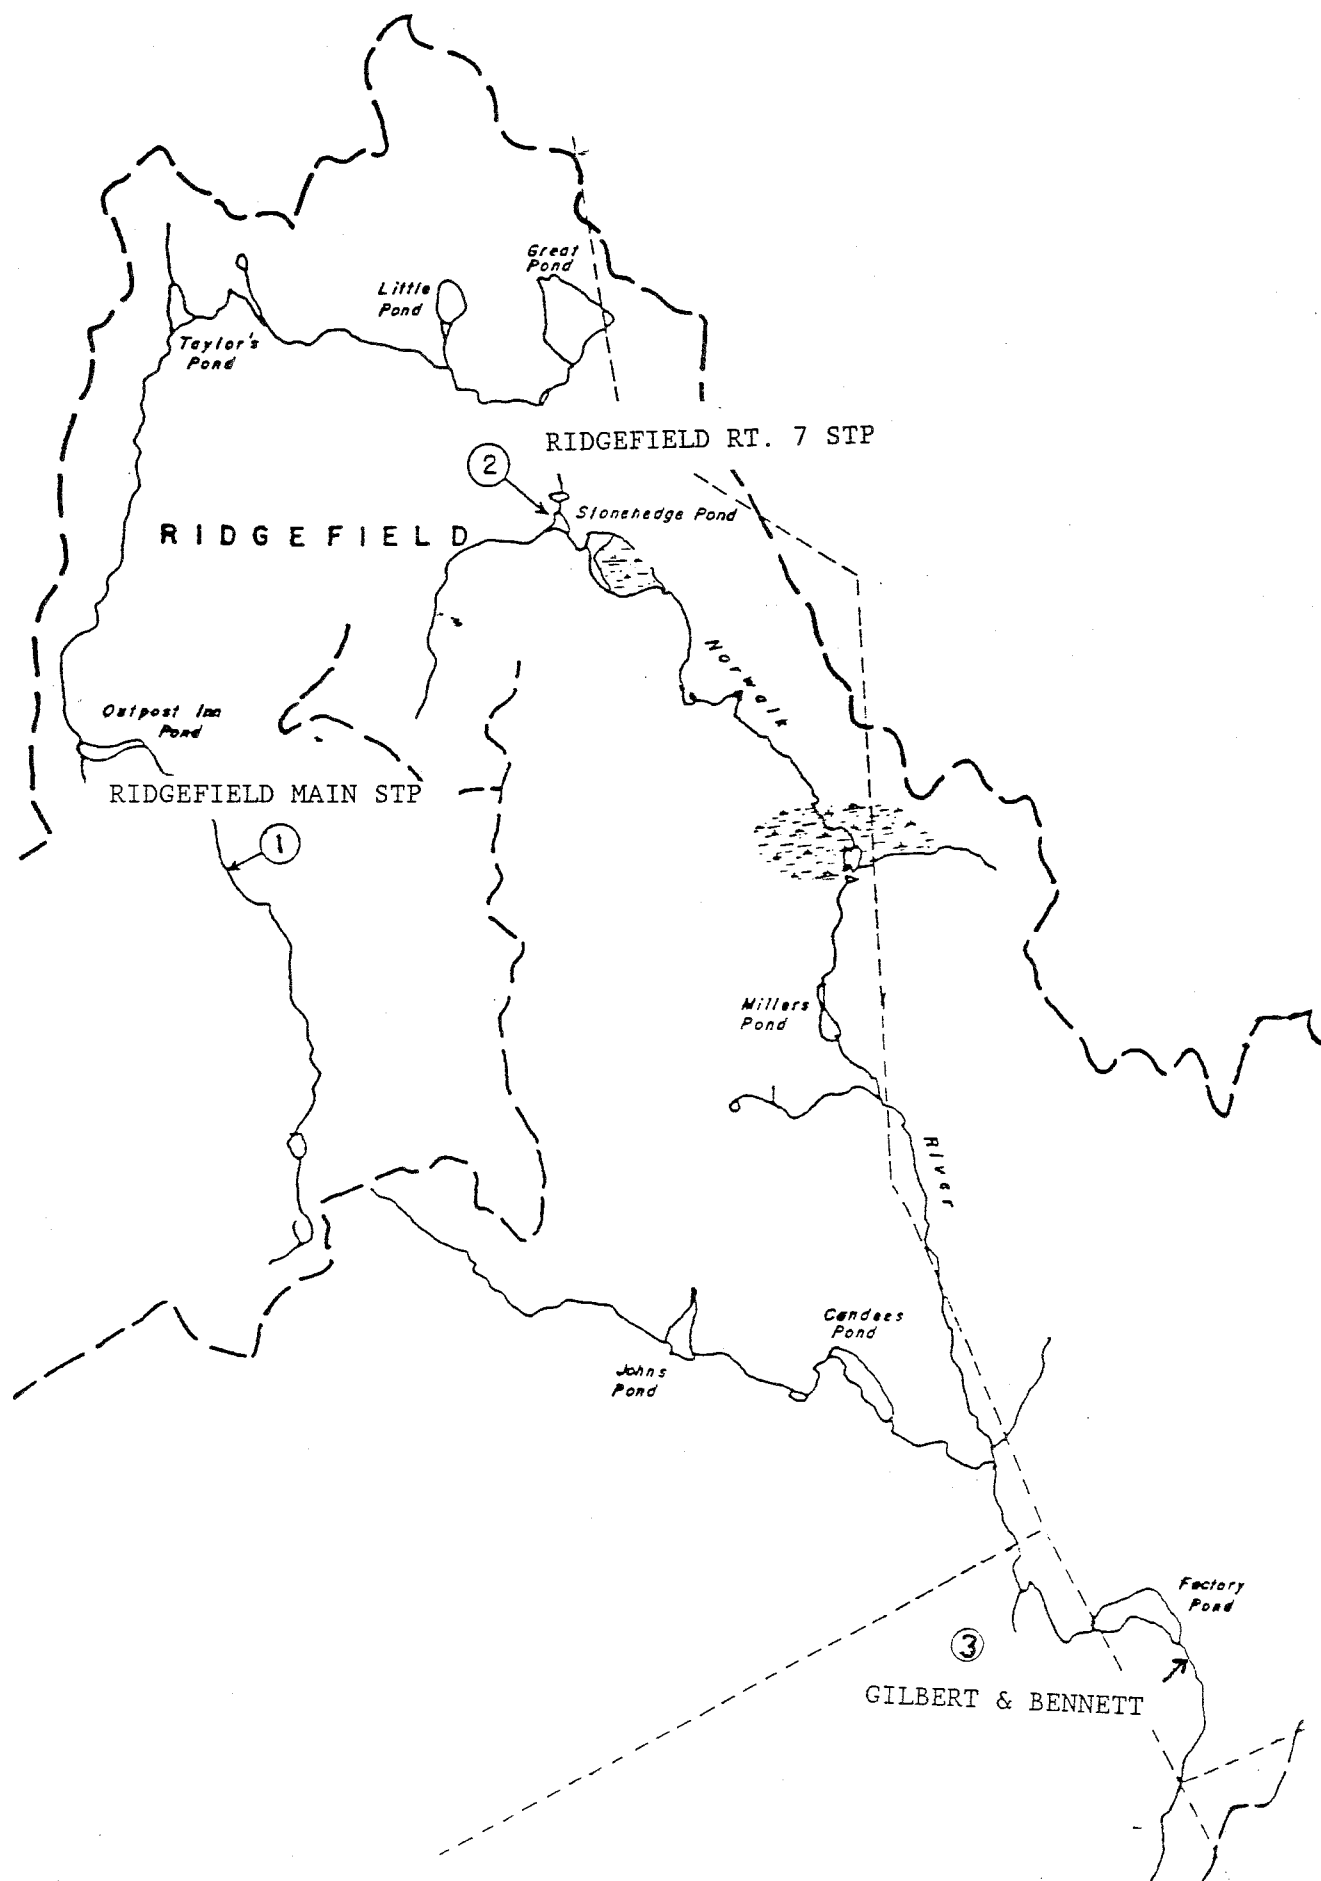 Great
Pond
Little
Pond
Taylor's
Pond
RIDGEFIELD RT. 7 STP
2
Stonehedge Pond
RIDGEFIELD
Norwalk
Outpost Inn
Pond
RIDGEFIELD MAIN STP
1
Millers
Pond
River
Candees
Pond
Johns
Pond
Factory
Pond
3
GILBERT & BENNETT